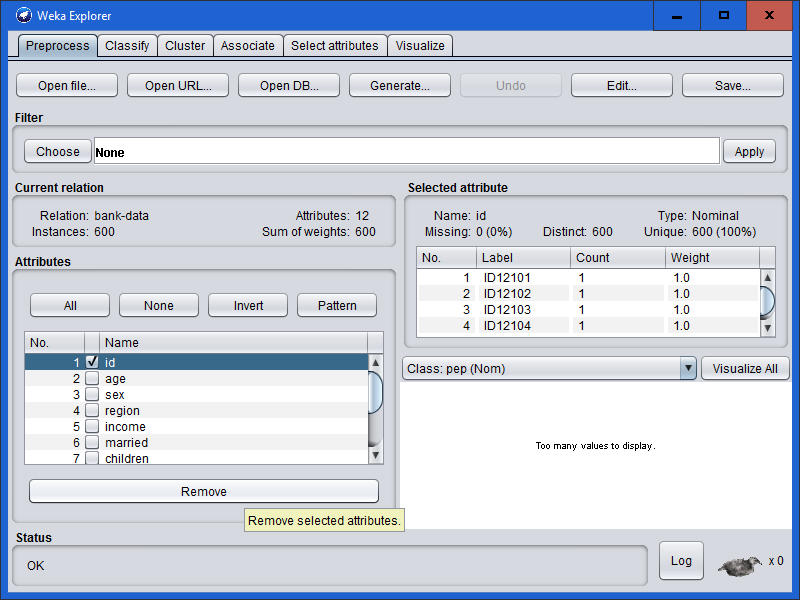 Weka Explorer
Preprocess Classify Cluster Associate Select attributes Visualize
Open file... Open URL... Open DB... Generate... Undo Edit... Save...
Filter
Choose None Apply
Current relation
Relation: bank-data Attributes: 12
Instances: 600 Sum of weights: 600
Attributes
All None Invert Pattern
No. Name
1 id
2 age
3 sex
4 region
5 income
6 married
7 children
Remove
Remove selected attributes.
Selected attribute
Name: id Type: Nominal
Missing: 0 (0%) Distinct: 600 Unique: 600 (100%)
No. Label Count Weight
1 ID12101 1 1.0
2 ID12102 1 1.0
3 ID12103 1 1.0
4 ID12104 1 1.0
Class: pep (Nom) Visualize All
Too many values to display.
Status
OK
Log x 0